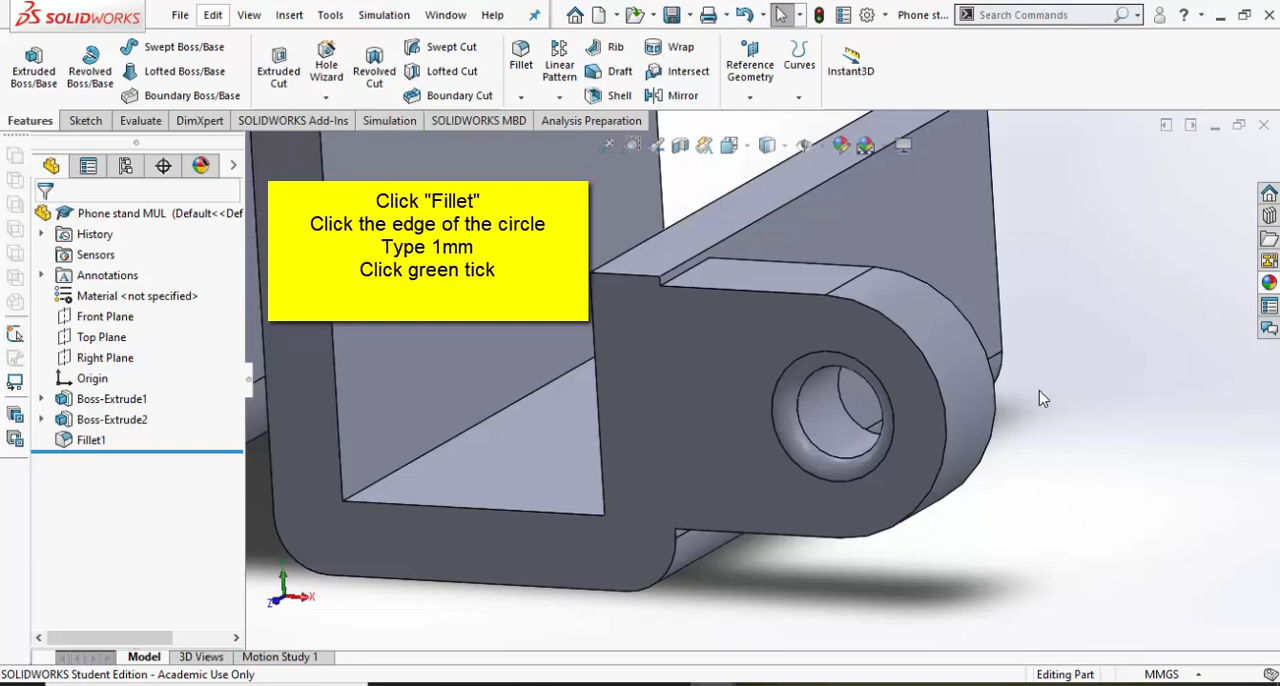 DS SOLIDWORKS
File Edit View Insert Tools Simulation Window Help
Phone st...
Search Commands
Extruded Boss/Base
Revolved Boss/Base
Swept Boss/Base
Lofted Boss/Base
Boundary Boss/Base
Extruded Cut
Hole Wizard
Revolved Cut
Swept Cut
Lofted Cut
Boundary Cut
Fillet
Linear Pattern
Rib
Draft
Shell
Wrap
Intersect
Mirror
Reference Geometry
Curves
Instant3D
Features Sketch Evaluate DimXpert SOLIDWORKS Add-Ins Simulation SOLIDWORKS MBD Analysis Preparation
Phone stand MUL (Default<<Def
History
Sensors
Annotations
Material <not specified>
Front Plane
Top Plane
Right Plane
Origin
Boss-Extrude1
Boss-Extrude2
Fillet1
Click "Fillet"
Click the edge of the circle
Type 1mm
Click green tick
Y
X
Z
Model 3D Views Motion Study 1
SOLIDWORKS Student Edition - Academic Use Only
Editing Part
MMGS